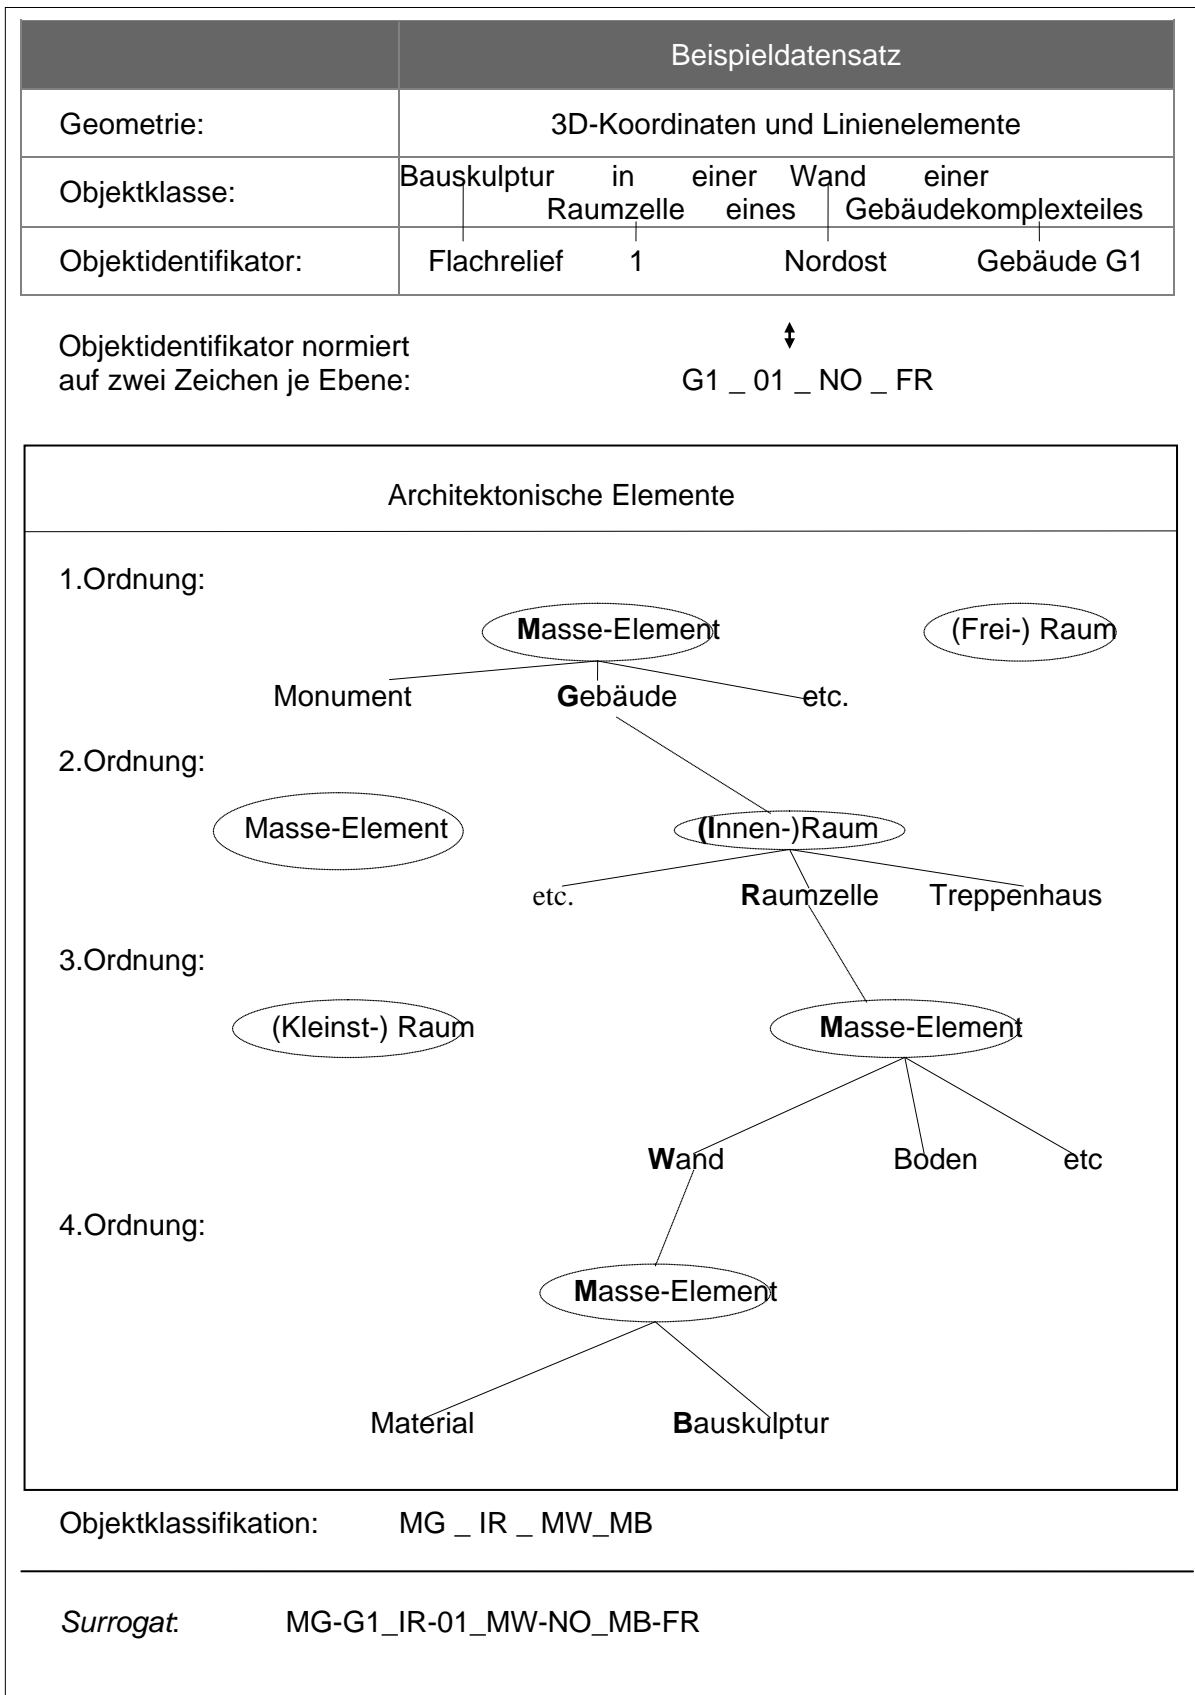 Beispieldatensatz
Geometrie: 3D-Koordinaten und Linienelemente
Objektklasse: Bauskulptur in einer Wand einer
Raumzelle eines Gebäudekomplexteiles
Objektidentifikator: Flachrelief 1 Nordost Gebäude G1
Objektidentifikator normiert
auf zwei Zeichen je Ebene: G1 _ 01 _ NO _ FR
Architektonische Elemente
1.Ordnung:
Masse-Element (Frei-) Raum
Monument Gebäude etc.
2.Ordnung:
Masse-Element (Innen-)Raum
etc. Raumzelle Treppenhaus
3.Ordnung:
(Kleinst-) Raum Masse-Element
Wand Boden etc
4.Ordnung:
Masse-Element
Material Bauskulptur
Objektklassifikation: MG _ IR _ MW_MB
Surrogat: MG-G1_IR-01_MW-NO_MB-FR